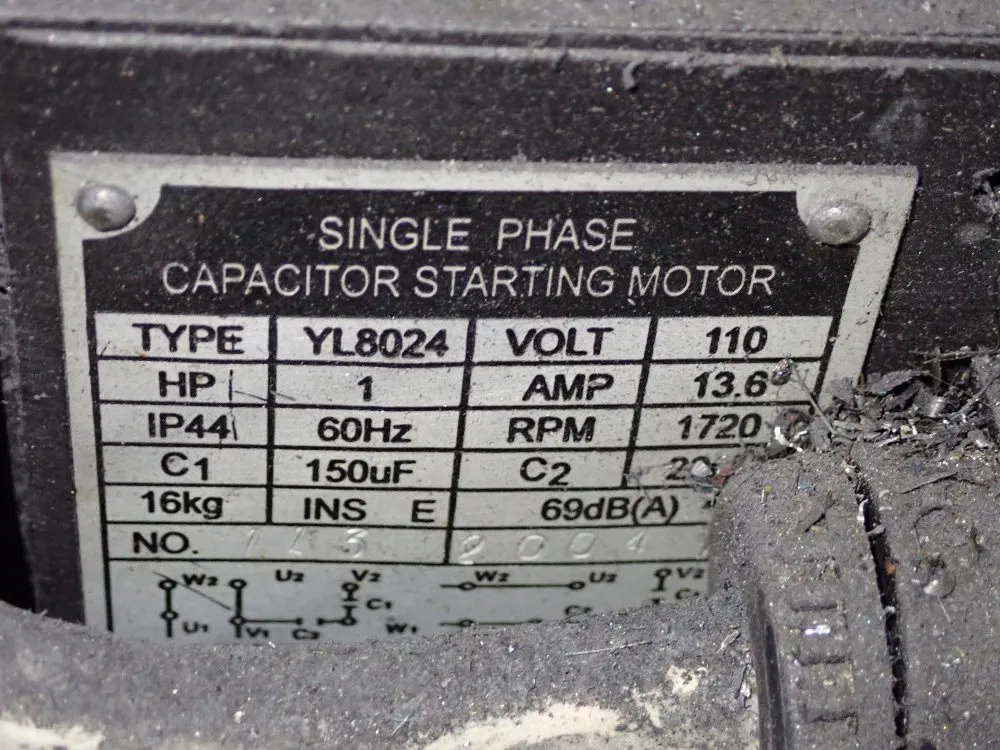 SINGLE PHASE
CAPACITOR STARTING MOTOR
TYPE YL8024 VOLT 110
HP 1 AMP 13.6
IP44 60Hz RPM 1720
C1 150uF C2
16kg INS E 69dB(A)
NO.
W2 U2 V2 W2 U2 V2
C1
U1 V1 C2 W1